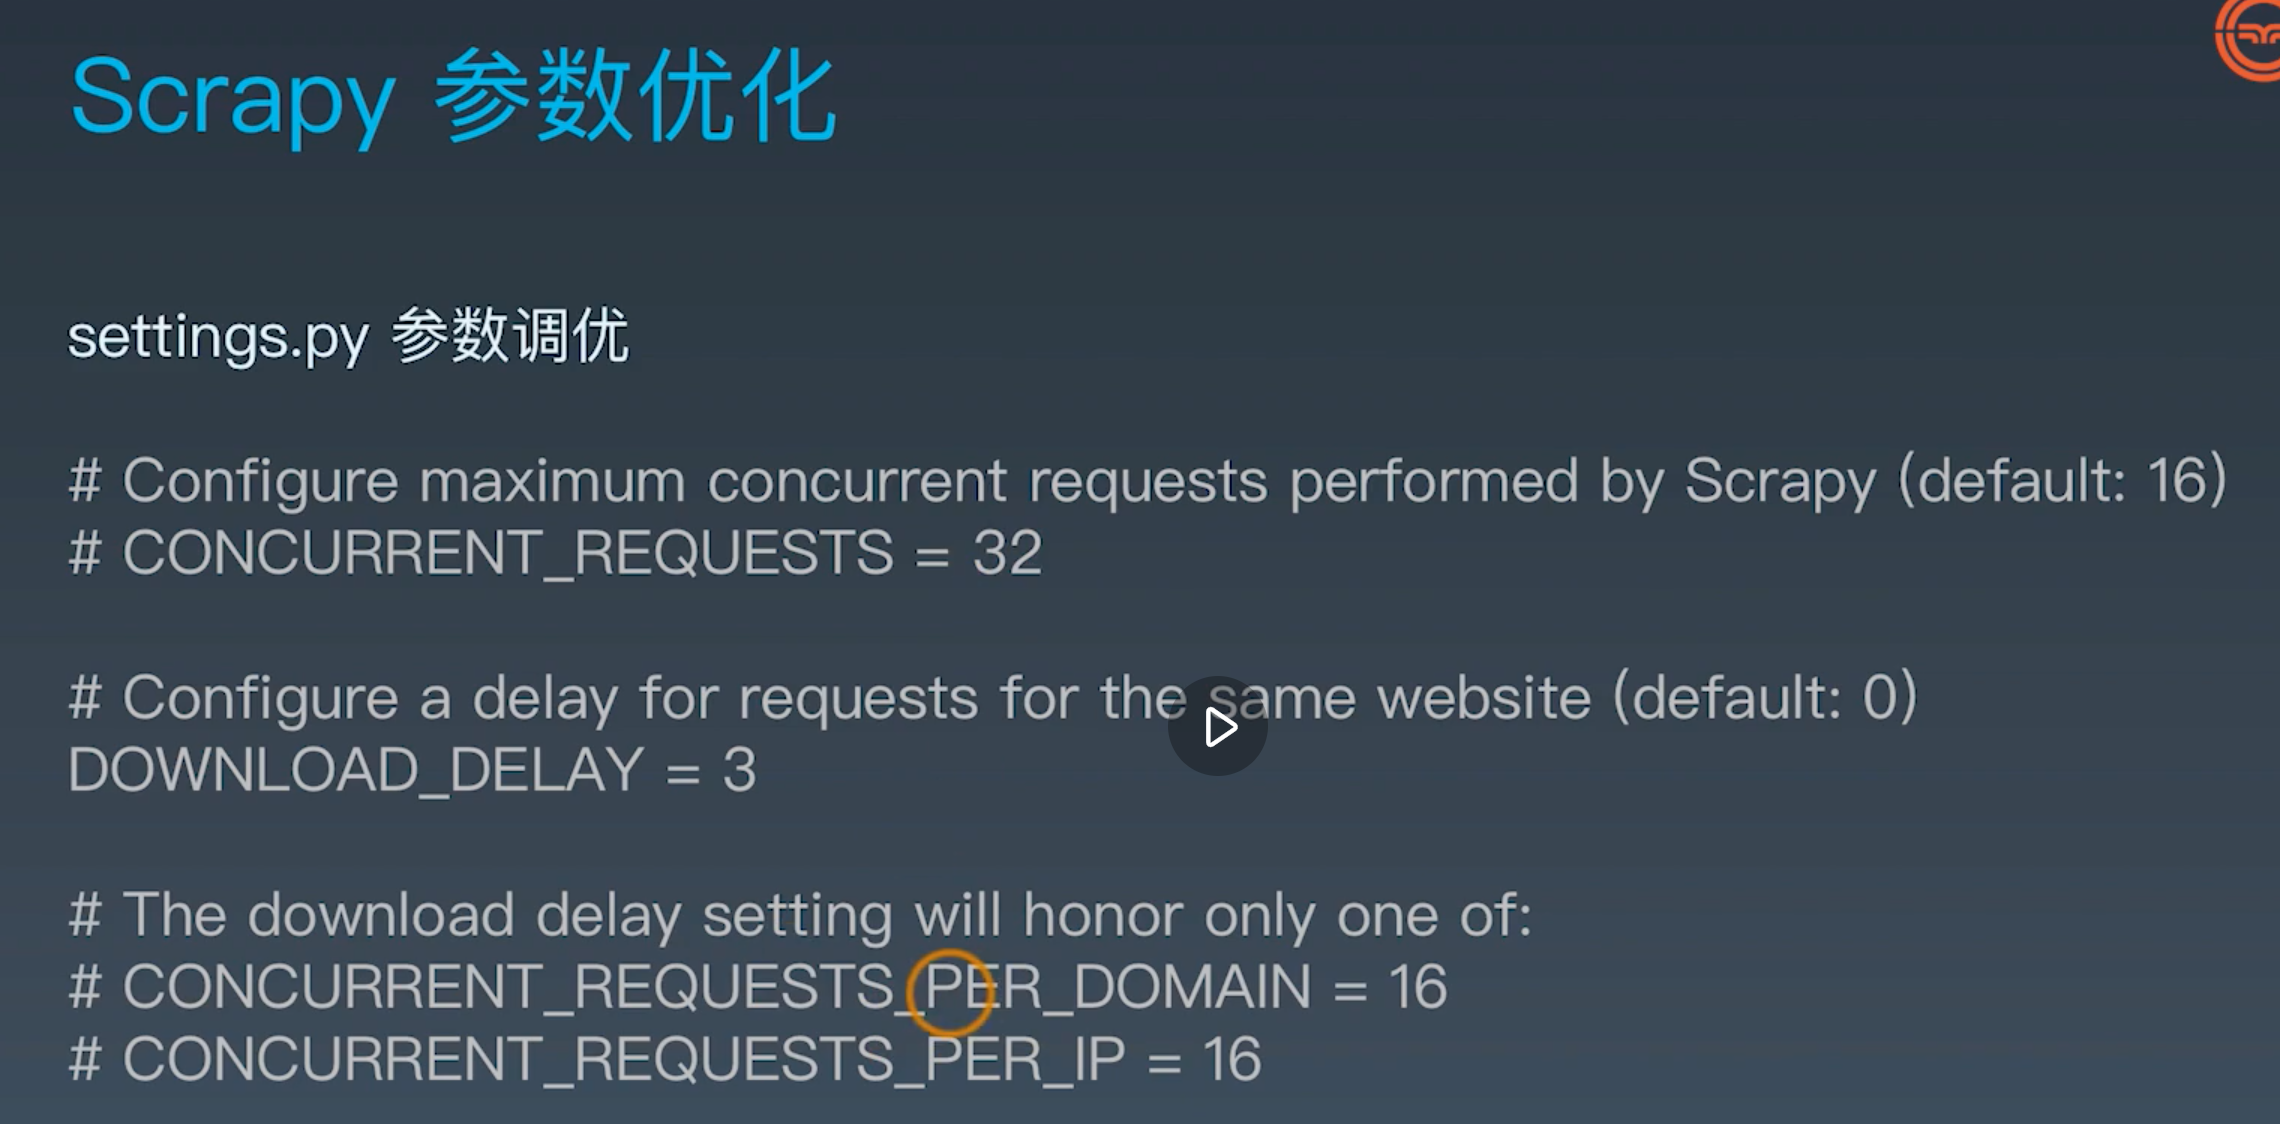 Scrapy 参数优化
settings.py 参数调优
# Configure maximum concurrent requests performed by Scrapy (default: 16)
# CONCURRENT_REQUESTS = 32
# Configure a delay for requests for the same website (default: 0)
DOWNLOAD_DELAY = 3
# The download delay setting will honor only one of:
# CONCURRENT_REQUESTS_PER_DOMAIN = 16
# CONCURRENT_REQUESTS_PER_IP = 16